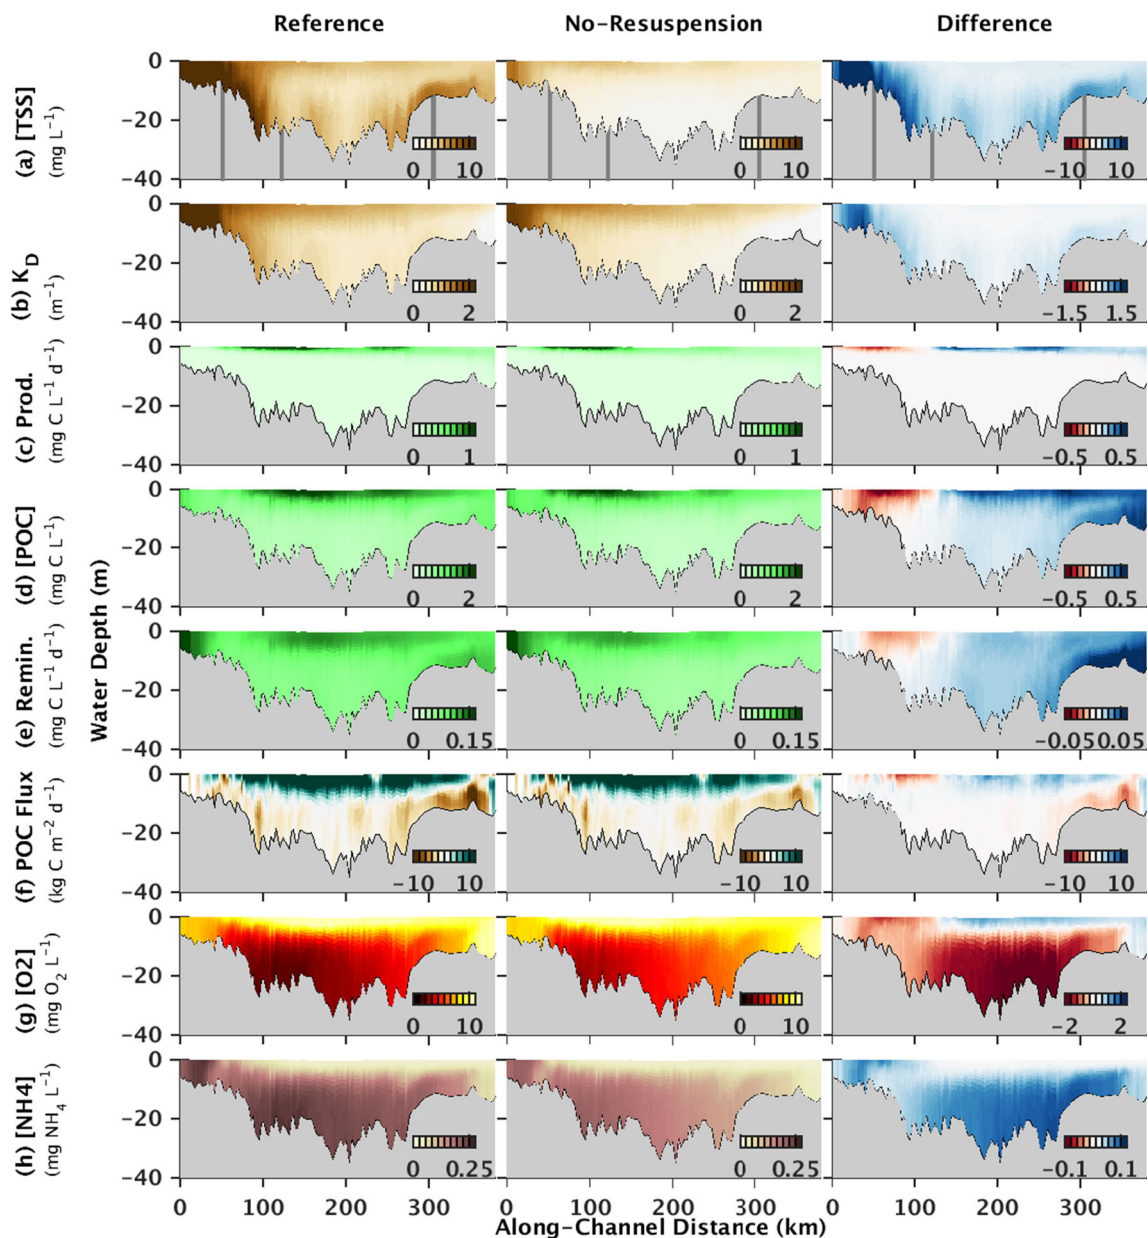 Reference No-Resuspension Difference
(a) [TSS]
(mg L⁻¹)
0
-20
-40
0 10
0 10
-10 10
(b) K_D
(m⁻¹)
0
-20
-40
0 2
0 2
-1.5 1.5
(c) Prod.
(mg C L⁻¹ d⁻¹)
0
-20
-40
0 1
0 1
-0.5 0.5
(d) [POC]
(mg C L⁻¹)
0
-20
-40
0 2
0 2
-0.5 0.5
Water Depth (m)
(e) Remin.
(mg C L⁻¹ d⁻¹)
0
-20
-40
0 0.15
0 0.15
-0.05 0.05
(f) POC Flux
(kg C m⁻² d⁻¹)
0
-20
-40
-10 10
-10 10
-10 10
(g) [O2]
(mg O₂ L⁻¹)
0
-20
-40
0 10
0 10
-2 2
(h) [NH4]
(mg NH₄ L⁻¹)
0
-20
-40
0 0.25
0 0.25
-0.1 0.1
0 100 200 300 0 100 200 300 0 100 200 300
Along-Channel Distance (km)